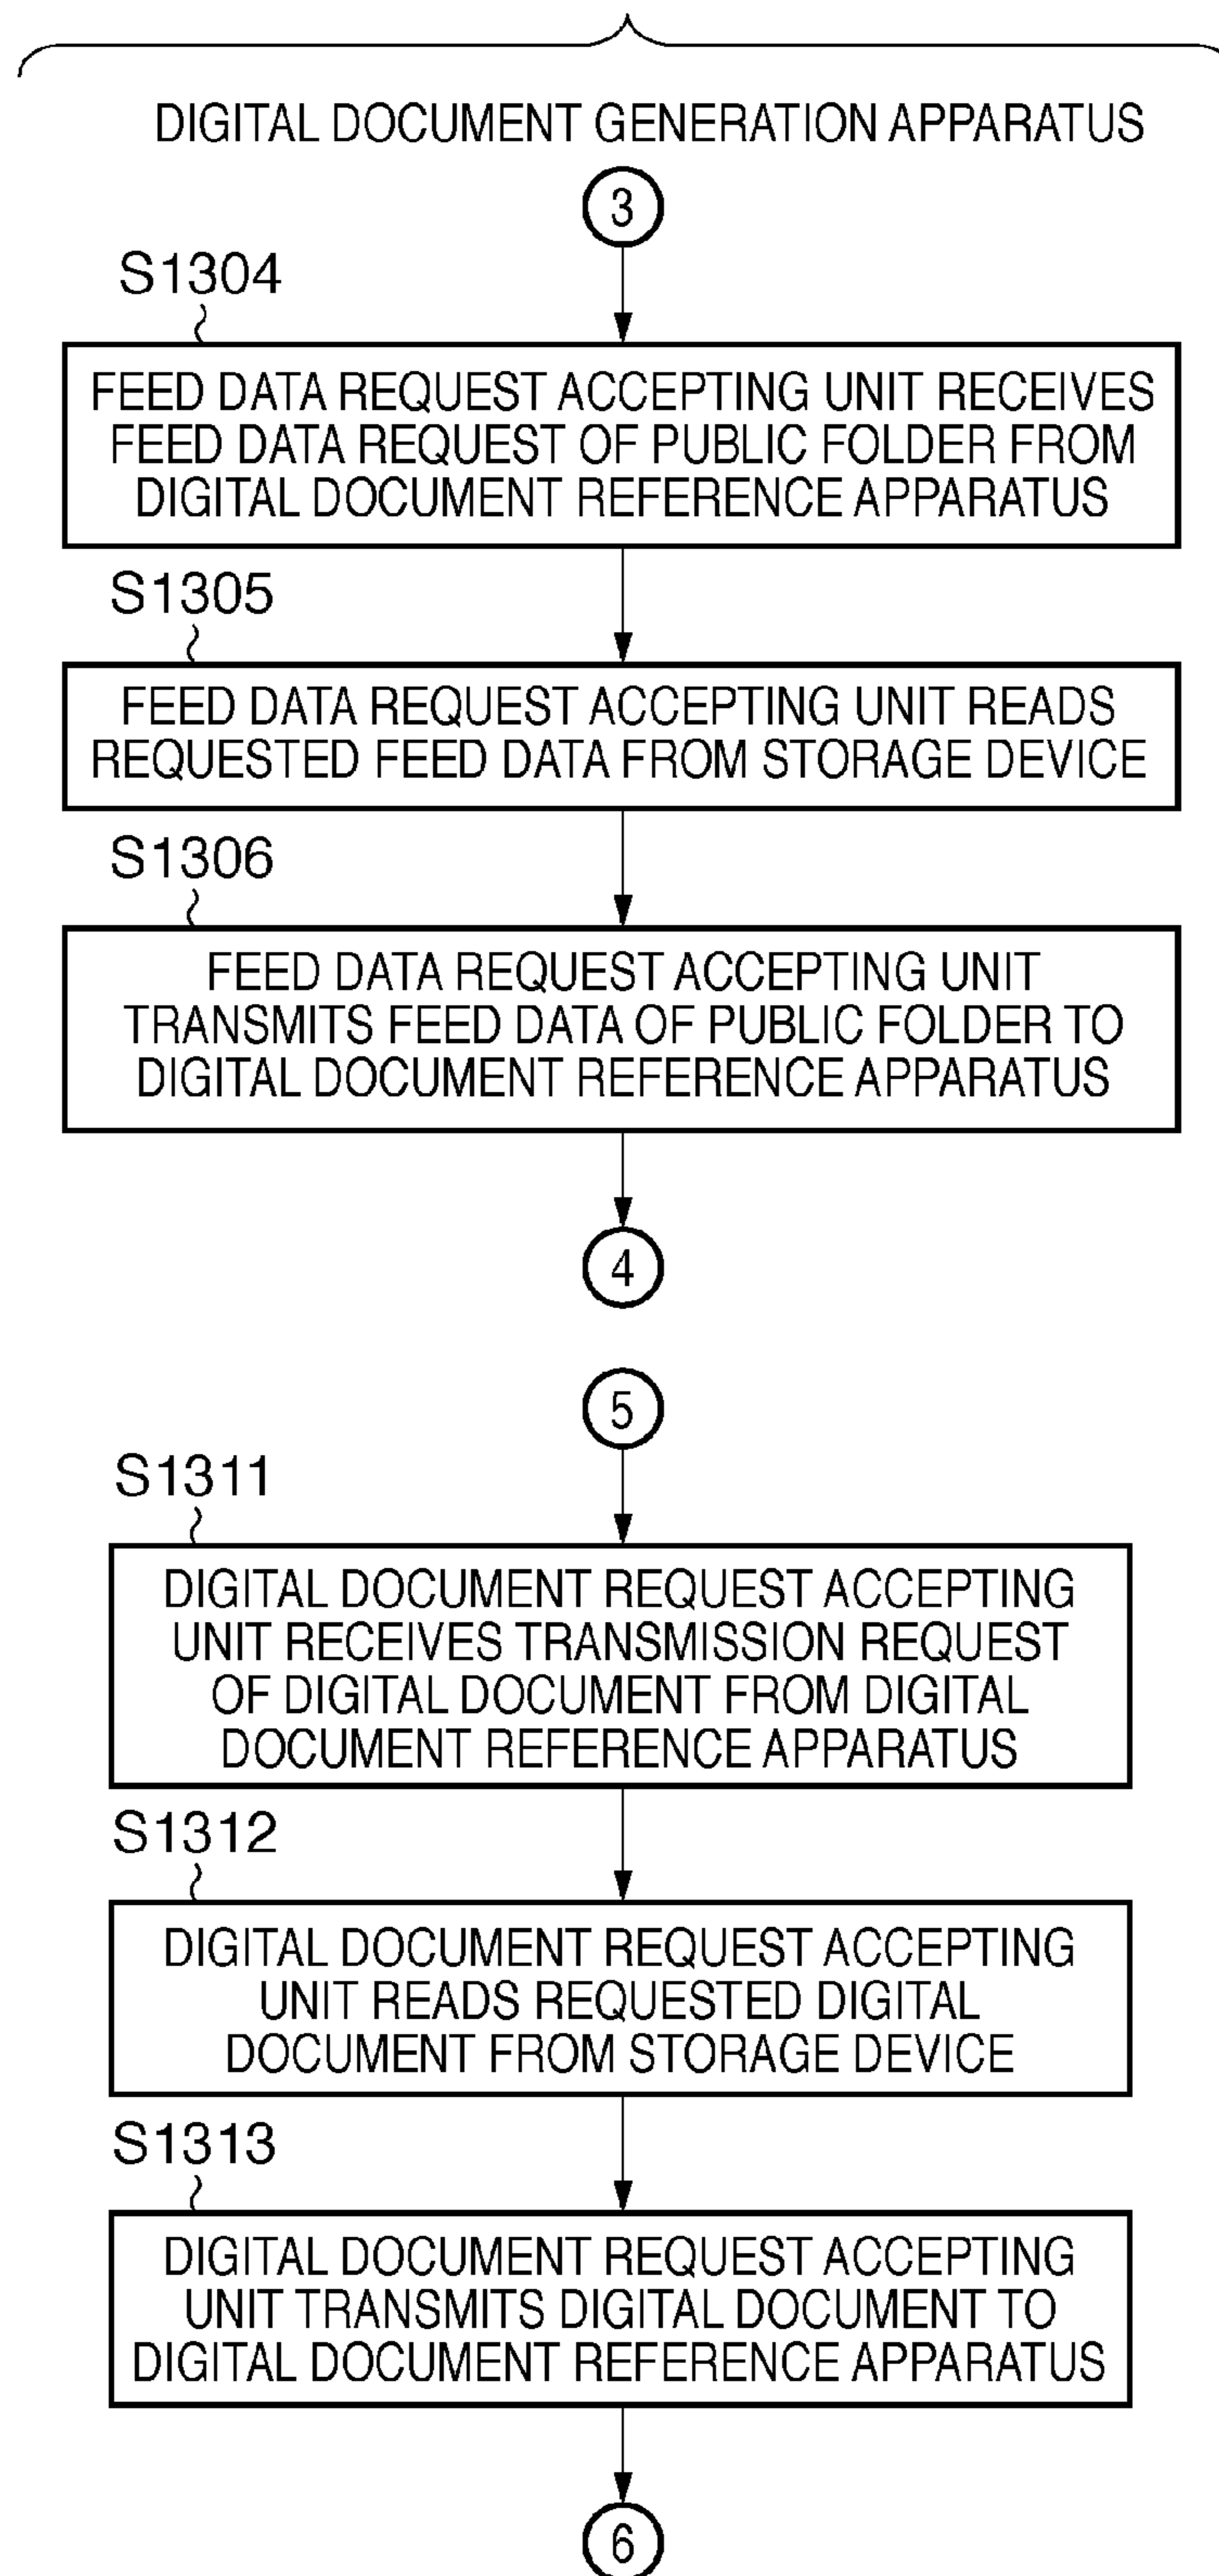 DIGITAL DOCUMENT GENERATION APPARATUS
3
S1304
FEED DATA REQUEST ACCEPTING UNIT RECEIVES
FEED DATA REQUEST OF PUBLIC FOLDER FROM
DIGITAL DOCUMENT REFERENCE APPARATUS
S1305
FEED DATA REQUEST ACCEPTING UNIT READS
REQUESTED FEED DATA FROM STORAGE DEVICE
S1306
FEED DATA REQUEST ACCEPTING UNIT
TRANSMITS FEED DATA OF PUBLIC FOLDER TO
DIGITAL DOCUMENT REFERENCE APPARATUS
4
5
S1311
DIGITAL DOCUMENT REQUEST ACCEPTING
UNIT RECEIVES TRANSMISSION REQUEST
OF DIGITAL DOCUMENT FROM DIGITAL
DOCUMENT REFERENCE APPARATUS
S1312
DIGITAL DOCUMENT REQUEST ACCEPTING
UNIT READS REQUESTED DIGITAL
DOCUMENT FROM STORAGE DEVICE
S1313
DIGITAL DOCUMENT REQUEST ACCEPTING
UNIT TRANSMITS DIGITAL DOCUMENT TO
DIGITAL DOCUMENT REFERENCE APPARATUS
6